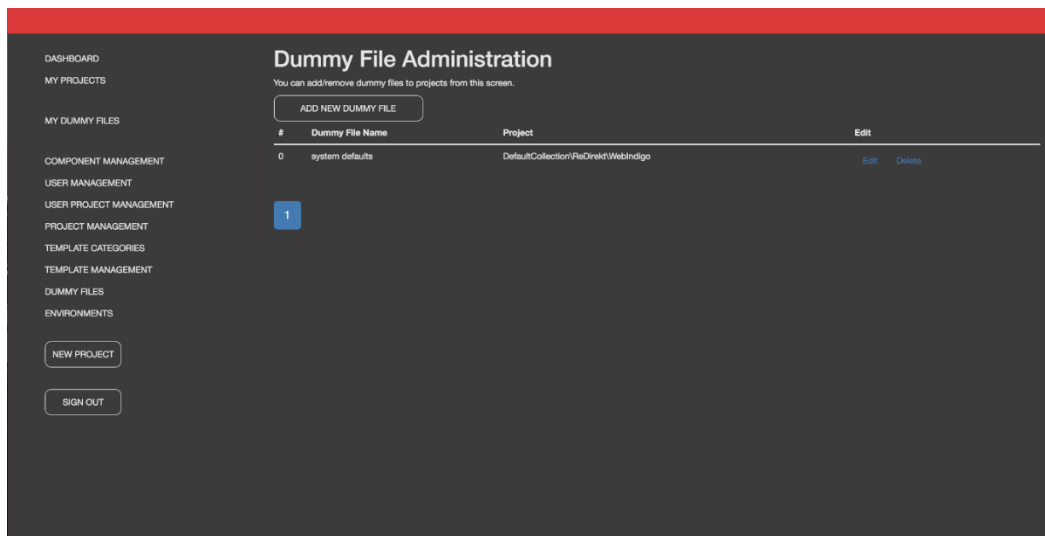 DASHBOARD
MY PROJECTS
MY DUMMY FILES
COMPONENT MANAGEMENT
USER MANAGEMENT
USER PROJECT MANAGEMENT
PROJECT MANAGEMENT
TEMPLATE CATEGORIES
TEMPLATE MANAGEMENT
DUMMY FILES
ENVIRONMENTS
NEW PROJECT
SIGN OUT
Dummy File Administration
You can add/remove dummy files to projects from this screen.
ADD NEW DUMMY FILE
# Dummy File Name Project Edit
0 system defaults DefaultCollection\ReDirekt\WebIndigo Edit Delete
1